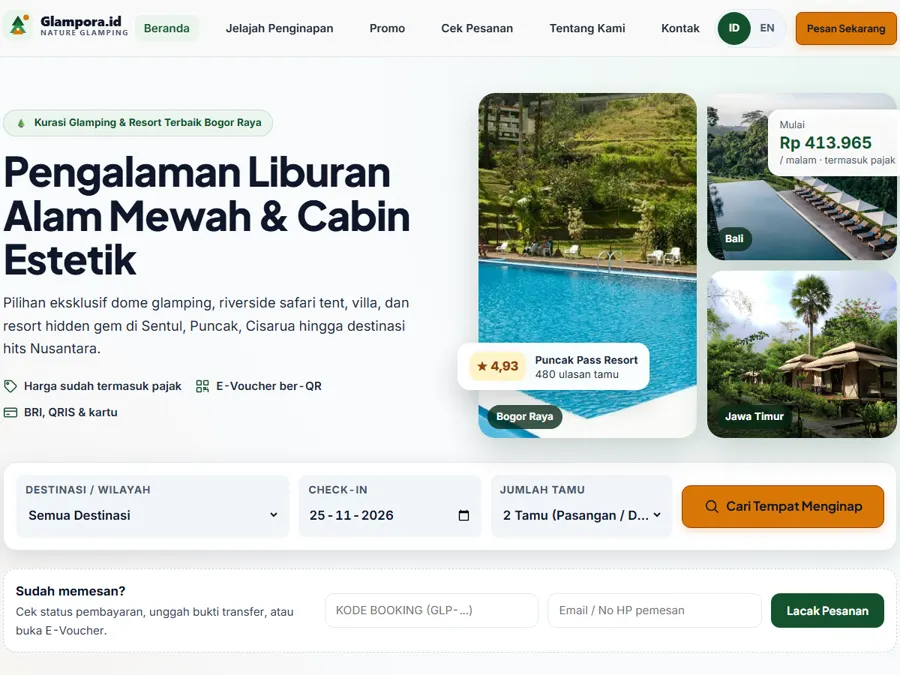 Glampora.id
NATURE GLAMPING
Beranda
Jelajah Penginapan
Promo
Cek Pesanan
Tentang Kami
Kontak
ID
EN
Pesan Sekarang
Kurasi Glamping & Resort Terbaik Bogor Raya
Pengalaman Liburan
Alam Mewah & Cabin
Estetik
Pilihan eksklusif dome glamping, riverside safari tent, villa, dan
resort hidden gem di Sentul, Puncak, Cisarua hingga destinasi
hits Nusantara.
Harga sudah termasuk pajak
E-Voucher ber-QR
BRI, QRIS & kartu
★ 4,93
Puncak Pass Resort
480 ulasan tamu
Bogor Raya
Mulai
Rp 413.965
/ malam · termasuk pajak
Bali
Jawa Timur
DESTINASI / WILAYAH
Semua Destinasi
CHECK-IN
25-11-2026
JUMLAH TAMU
2 Tamu (Pasangan / D...
Cari Tempat Menginap
Sudah memesan?
Cek status pembayaran, unggah bukti transfer, atau
buka E-Voucher.
KODE BOOKING (GLP-...)
Email / No HP pemesan
Lacak Pesanan